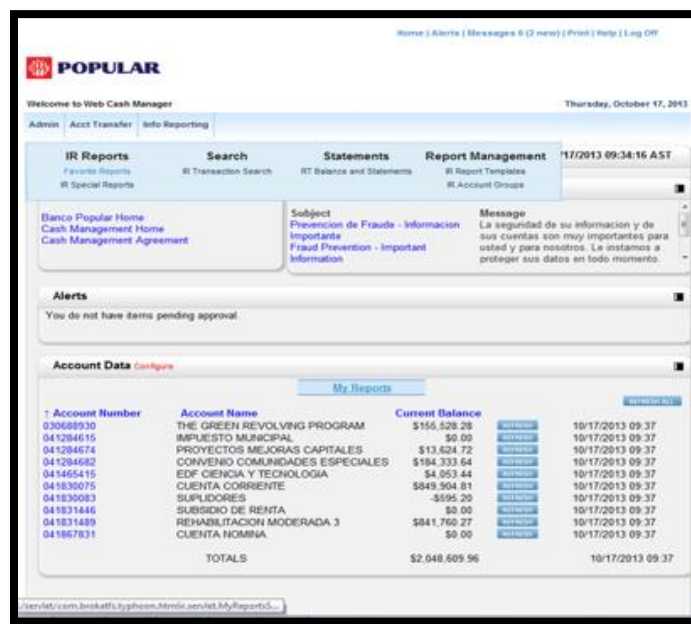 Home | Alerts | Messages 6 (2 new) | Print | Help | Log Off
POPULAR
Welcome to Web Cash Manager
Thursday, October 17, 2013
Admin Acct Transfer Info Reporting
IR Reports Search Statements Report Management
/17/2013 09:34:16 AST
Favorite Reports IR Transaction Search RT Balance and Statements IR Report Templates
IR Special Reports IR Account Groups
Banco Popular Home
Cash Management Home
Cash Management Agreement
Subject Message
Prevencion de Fraude - Informacion Importante
Fraud Prevention - Important Information
La seguridad de su informacion y de
sus cuentas son muy importantes para
usted y para nosotros. Le instamos a
proteger sus datos en todo momento.
Alerts
You do not have items pending approval.
Account Data Configure
My Reports
REFRESH ALL
↑ Account Number Account Name Current Balance
030688930 THE GREEN REVOLVING PROGRAM $155,528.28 REFRESH 10/17/2013 09:37
041284615 IMPUESTO MUNICIPAL $0.00 REFRESH 10/17/2013 09:37
041284674 PROYECTOS MEJORAS CAPITALES $13,624.72 REFRESH 10/17/2013 09:37
041284682 CONVENIO COMUNIDADES ESPECIALES $184,333.64 REFRESH 10/17/2013 09:37
041465415 EDF CIENCIA Y TECNOLOGIA $4,053.44 REFRESH 10/17/2013 09:37
041830075 CUENTA CORRIENTE $849,904.81 REFRESH 10/17/2013 09:37
041830083 SUPLIDORES -$595.20 REFRESH 10/17/2013 09:37
041831446 SUBSIDIO DE RENTA $0.00 REFRESH 10/17/2013 09:37
041831489 REHABILITACION MODERADA 3 $841,760.27 REFRESH 10/17/2013 09:37
041867831 CUENTA NOMINA $0.00 REFRESH 10/17/2013 09:37
TOTALS $2,048,609.96 10/17/2013 09:37